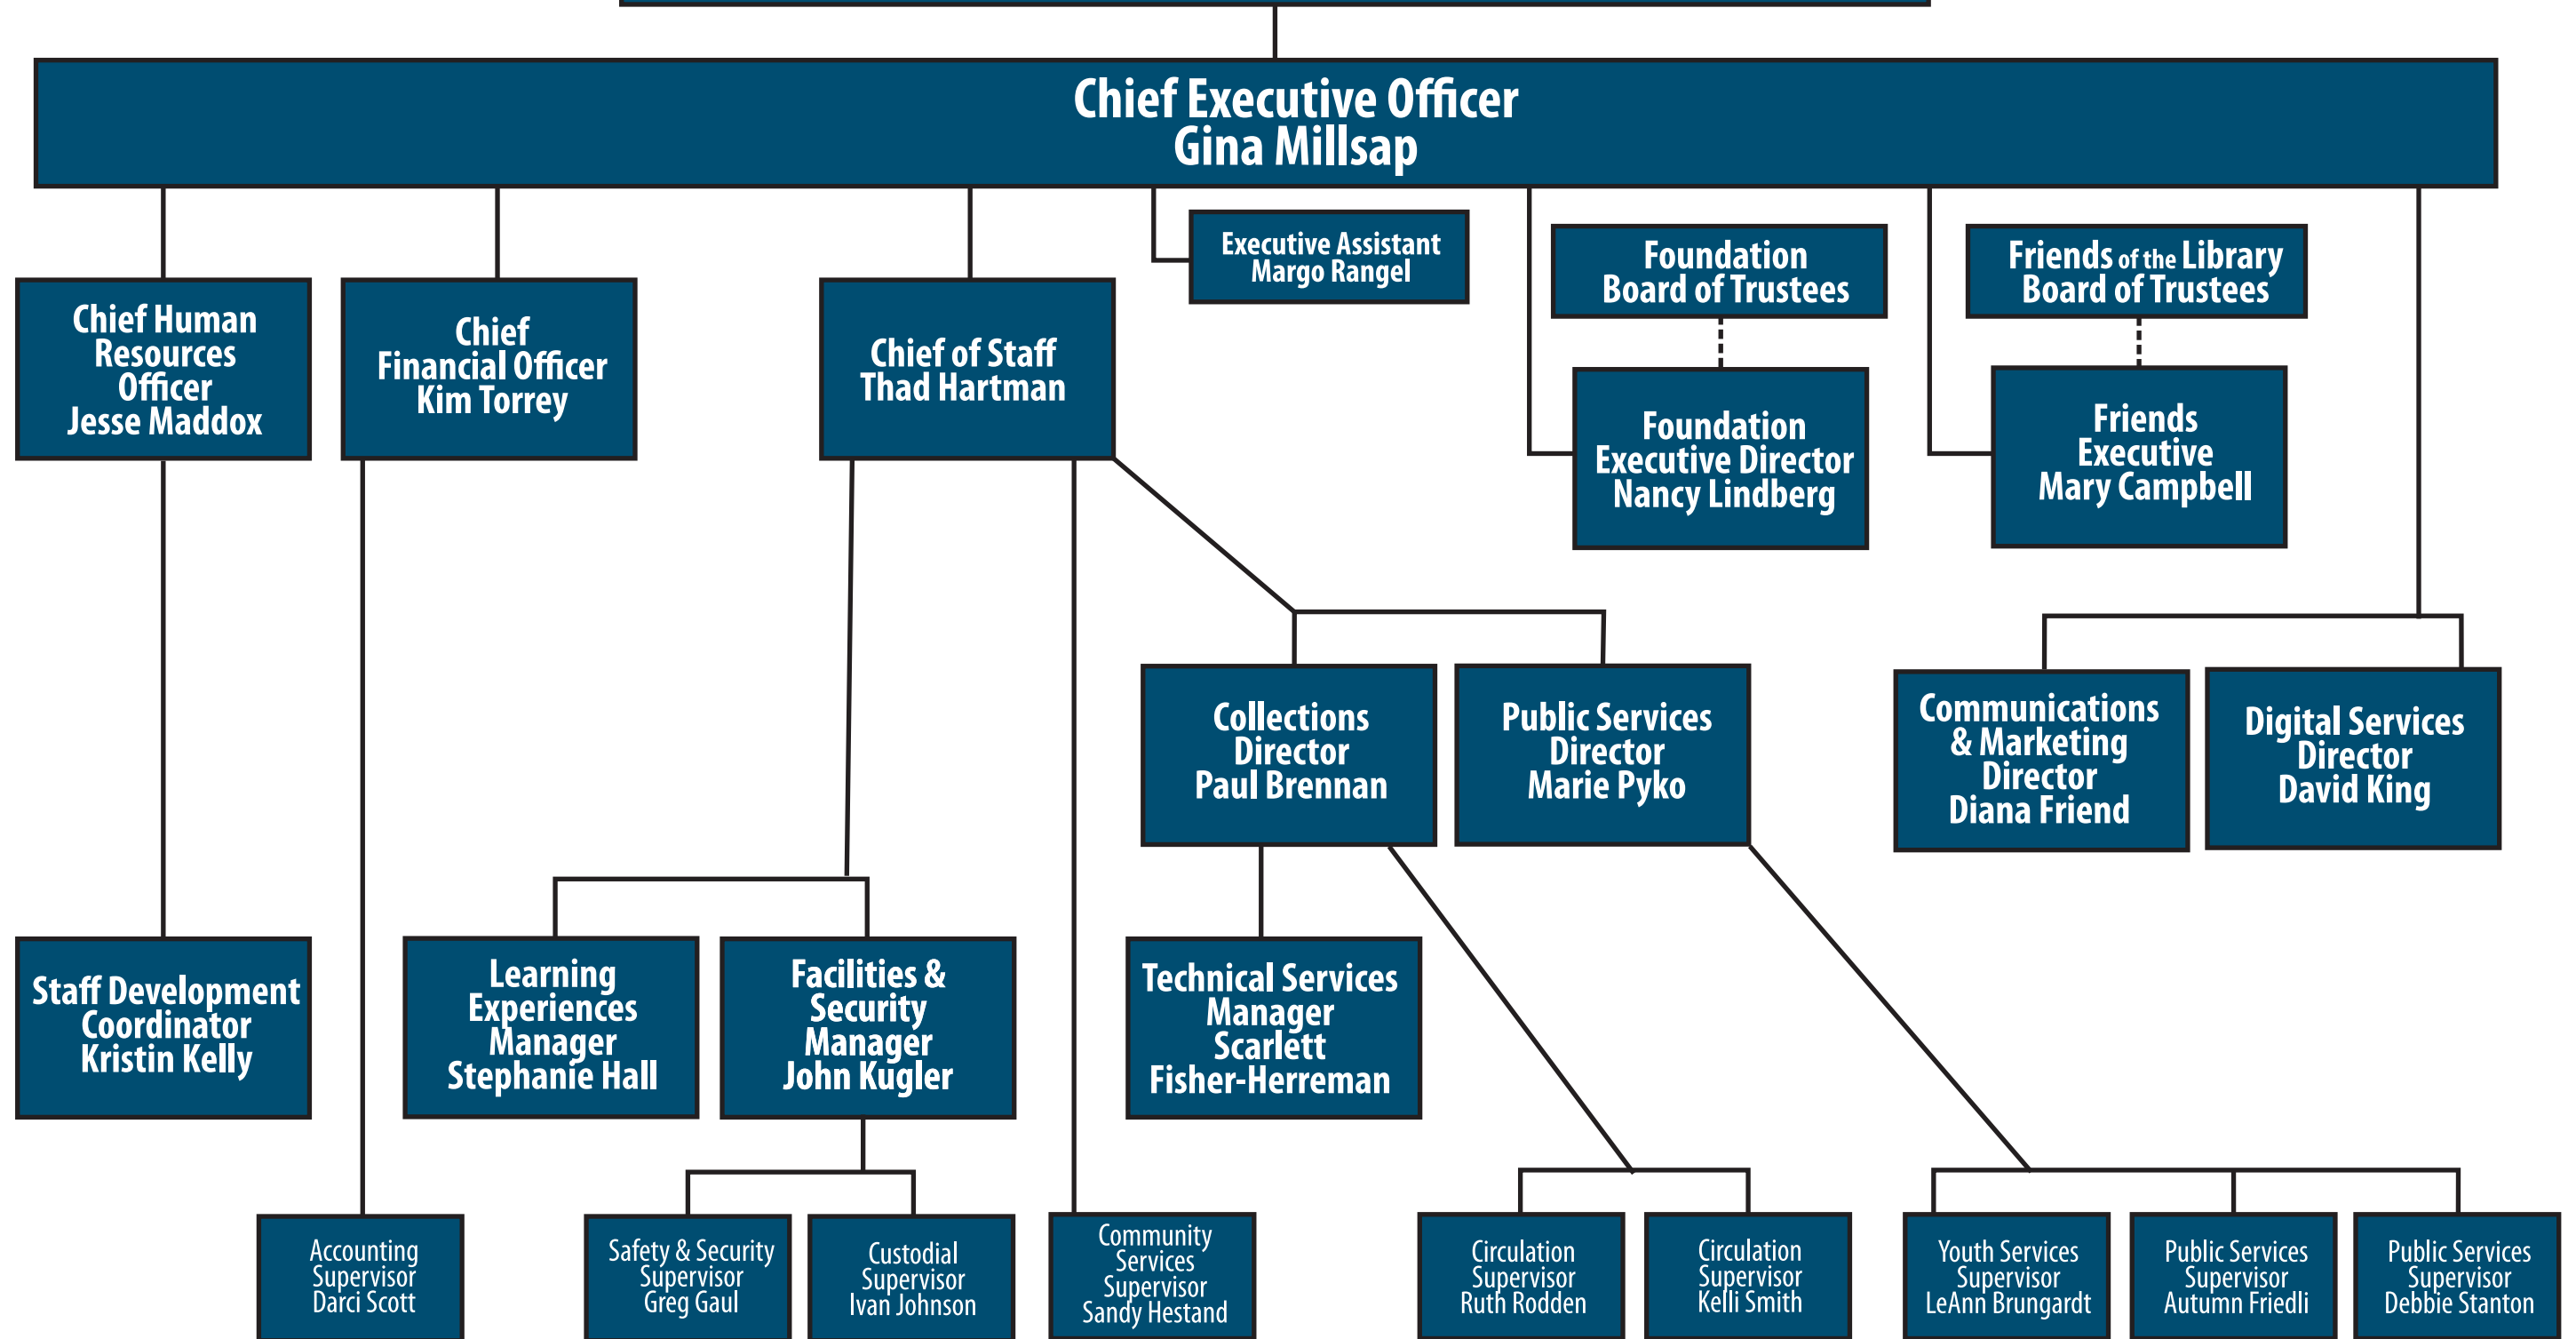 Chief Executive Officer
Gina Millsap
Executive Assistant
Margo Rangel
Foundation
Board of Trustees
Friends of the Library
Board of Trustees
Chief Human
Resources
Officer
Jesse Maddox
Chief
Financial Officer
Kim Torrey
Chief of Staff
Thad Hartman
Foundation
Executive Director
Nancy Lindberg
Friends
Executive
Mary Campbell
Collections
Director
Paul Brennan
Public Services
Director
Marie Pyko
Communications
& Marketing
Director
Diana Friend
Digital Services
Director
David King
Staff Development
Coordinator
Kristin Kelly
Learning
Experiences
Manager
Stephanie Hall
Facilities &
Security
Manager
John Kugler
Technical Services
Manager
Scarlett
Fisher-Herreman
Accounting
Supervisor
Darci Scott
Safety & Security
Supervisor
Greg Gaul
Custodial
Supervisor
Ivan Johnson
Community
Services
Supervisor
Sandy Hestand
Circulation
Supervisor
Ruth Rodden
Circulation
Supervisor
Kelli Smith
Youth Services
Supervisor
LeAnn Brungardt
Public Services
Supervisor
Autumn Friedli
Public Services
Supervisor
Debbie Stanton